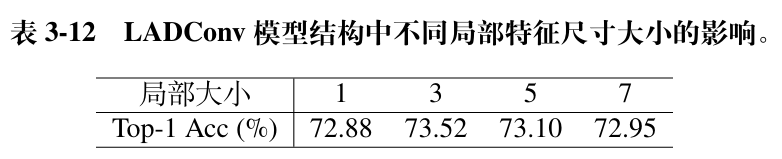 表 3-12 LADConv 模型结构中不同局部特征尺寸大小的影响。
局部大小 1 3 5 7
Top-1 Acc (%) 72.88 73.52 73.10 72.95